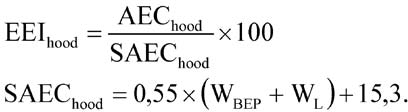 EEI_hood = AEC_hood / SAEC_hood × 100
SAEC_hood = 0,55 × (W_BEP + W_L) + 15,3.